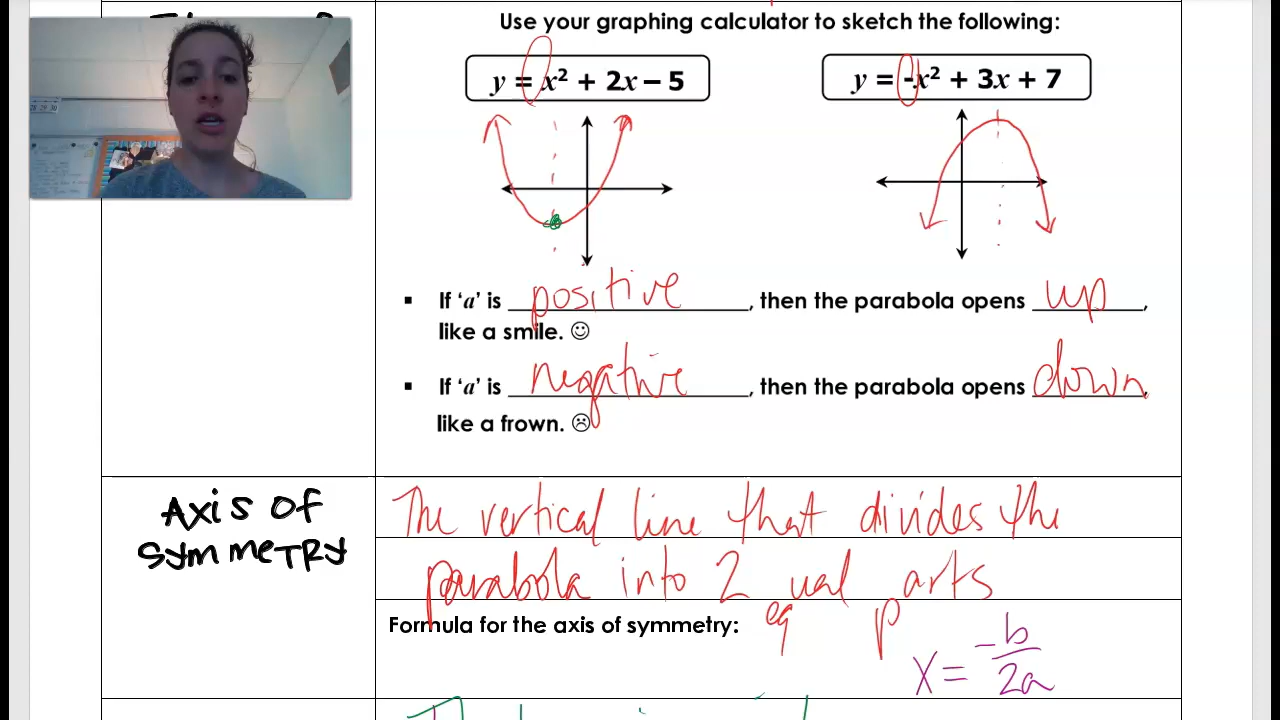 Use your graphing calculator to sketch the following:
y = x² + 2x – 5
y = -x² + 3x + 7
▪ If ‘a’ is positive, then the parabola opens up,
like a smile. ☺
▪ If ‘a’ is negative, then the parabola opens down,
like a frown. ☹
Axis of
Symmetry
The vertical line that divides the
parabola into 2 equal parts
Formula for the axis of symmetry:
x = -b/2a